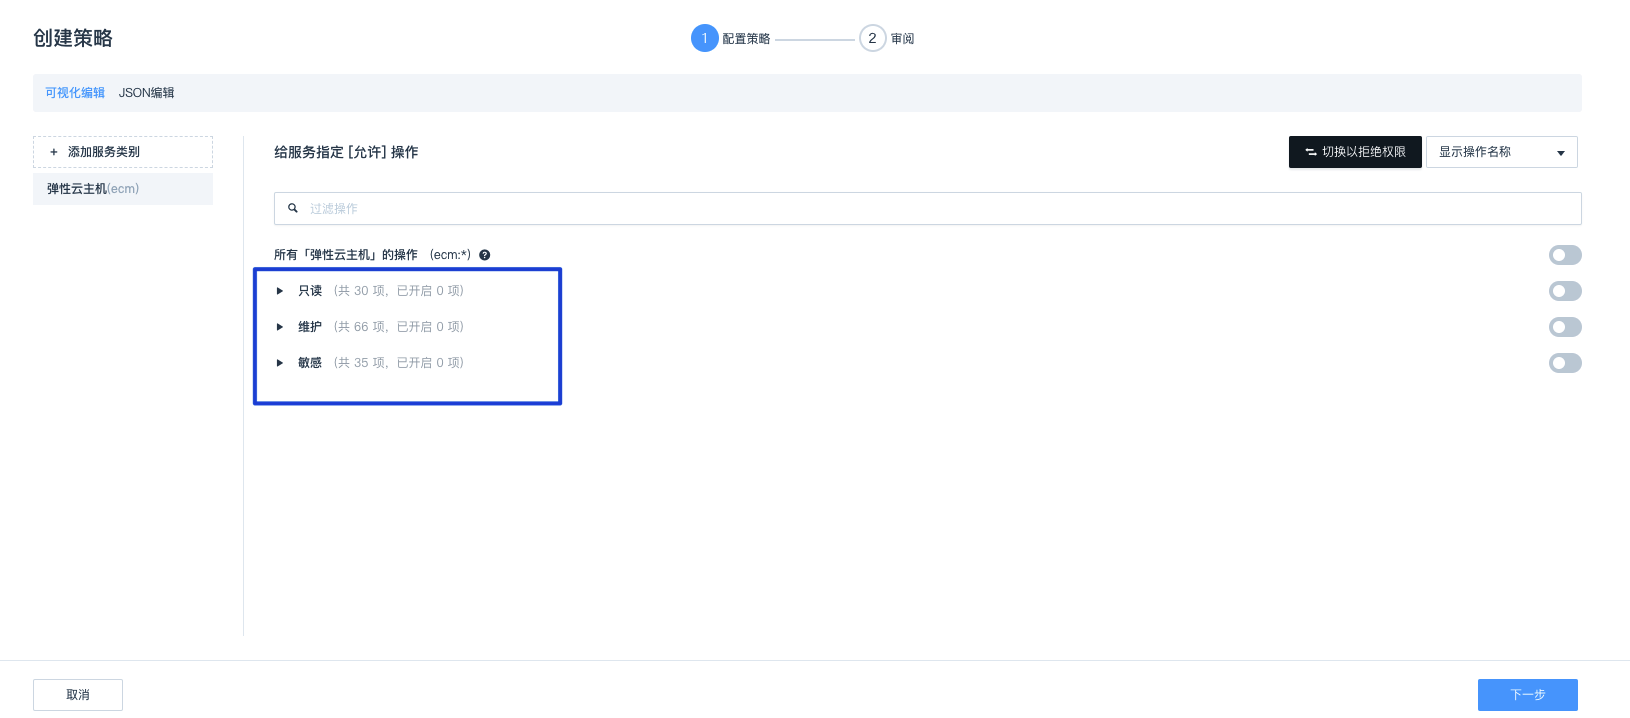 创建策略
1 配置策略 2 审阅
可视化编辑 JSON编辑
+ 添加服务类别
弹性云主机(ecm)
给服务指定 [允许] 操作
切换以拒绝权限
显示操作名称
过滤操作
所有「弹性云主机」的操作 (ecm:*) ?
只读 (共 30 项，已开启 0 项)
维护 (共 66 项，已开启 0 项)
敏感 (共 35 项，已开启 0 项)
取消
下一步